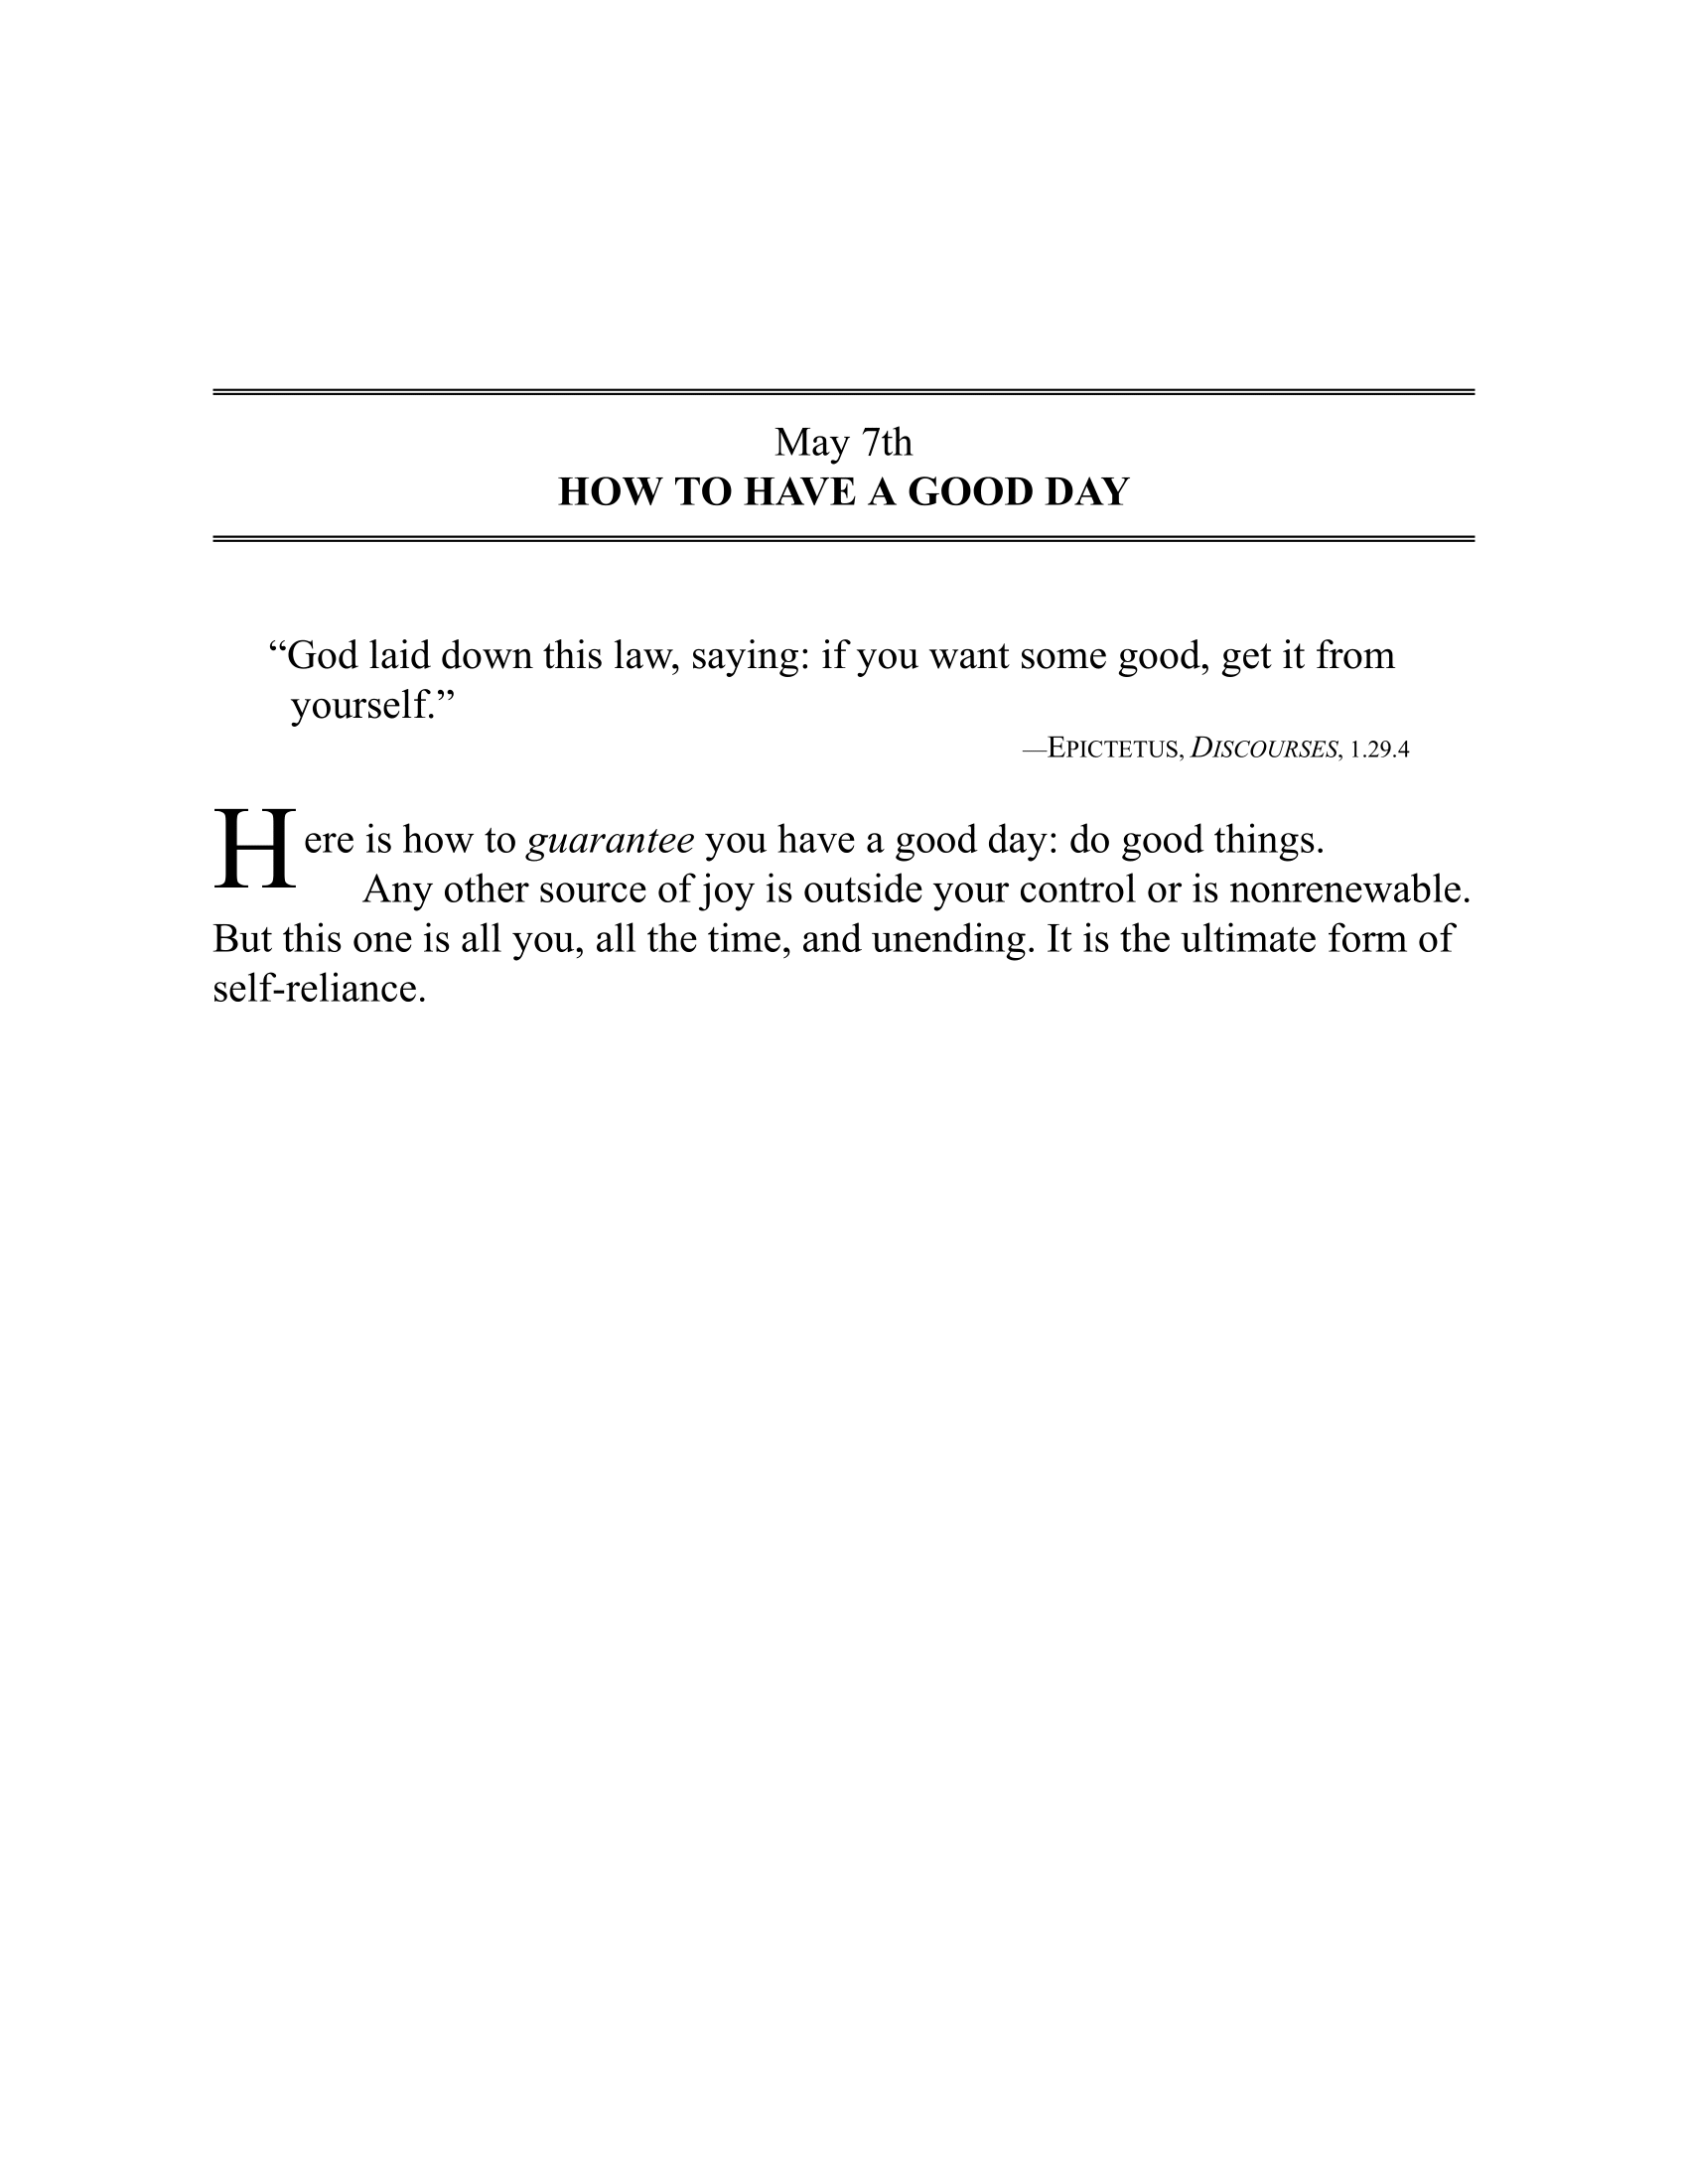 May 7th
HOW TO HAVE A GOOD DAY
“God laid down this law, saying: if you want some good, get it from
yourself.”
—EPICTETUS, DISCOURSES, 1.29.4
Here is how to guarantee you have a good day: do good things.
Any other source of joy is outside your control or is nonrenewable.
But this one is all you, all the time, and unending. It is the ultimate form of
self-reliance.